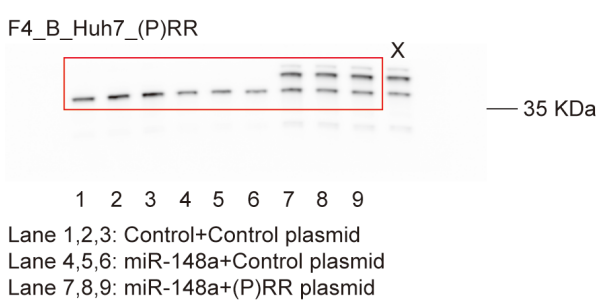 F4_B_Huh7_(P)RR
X
35 KDa
1 2 3 4 5 6 7 8 9
Lane 1,2,3: Control+Control plasmid
Lane 4,5,6: miR-148a+Control plasmid
Lane 7,8,9: miR-148a+(P)RR plasmid